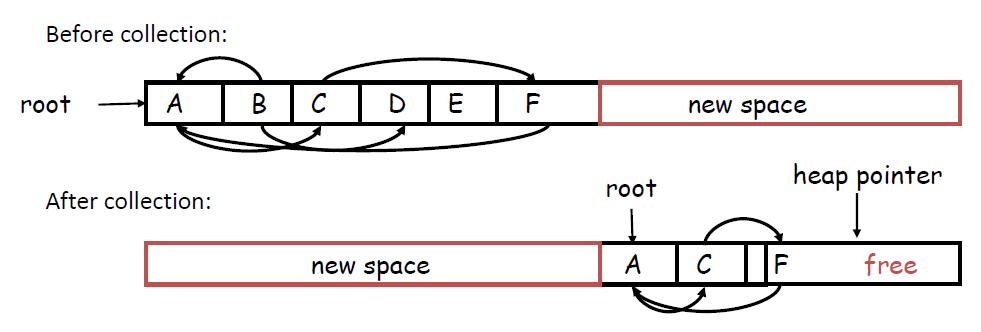 Before collection:
root A B C D E F new space
root heap pointer
After collection:
new space A C F free